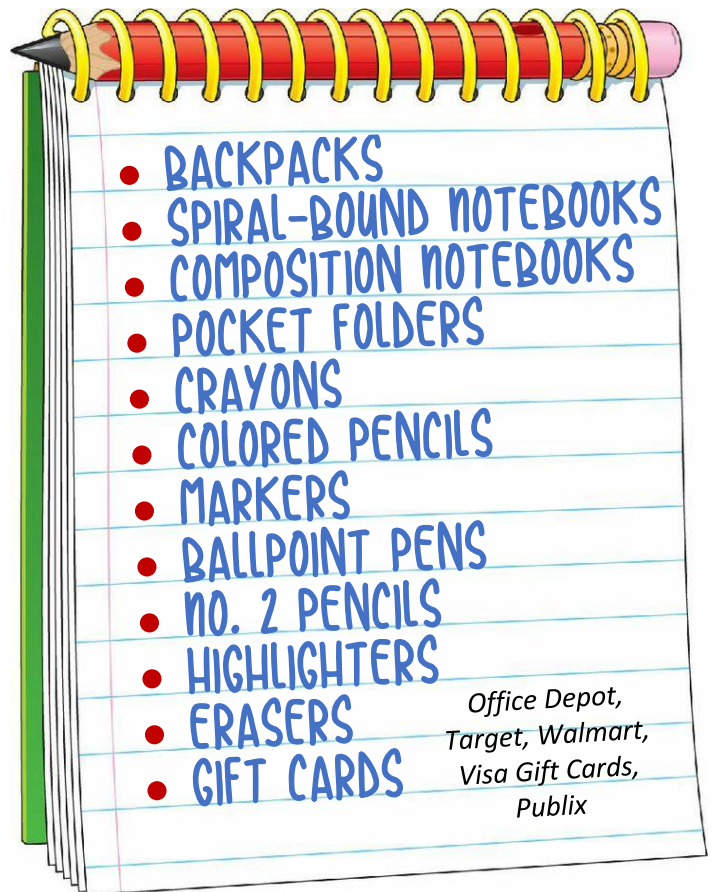 • BACKPACKS
• SPIRAL-BOUND NOTEBOOKS
• COMPOSITION NOTEBOOKS
• POCKET FOLDERS
• CRAYONS
• COLORED PENCILS
• MARKERS
• BALLPOINT PENS
• NO. 2 PENCILS
• HIGHLIGHTERS
• ERASERS
• GIFT CARDS
Office Depot,
Target, Walmart,
Visa Gift Cards,
Publix